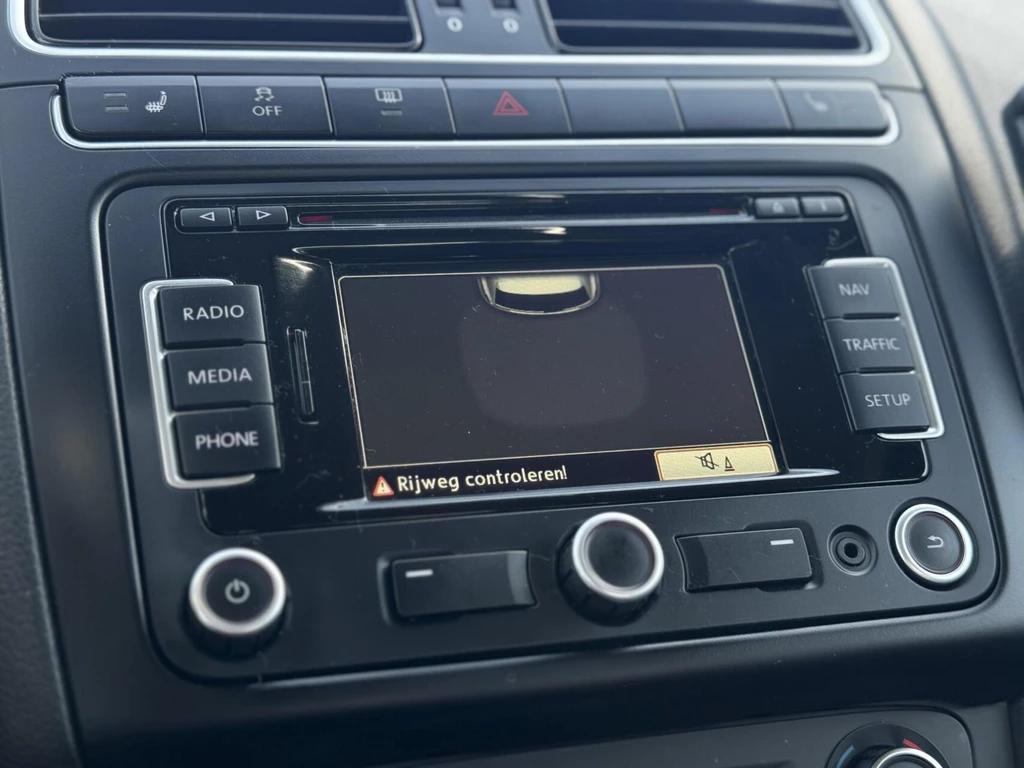 OFF
RADIO
NAV
MEDIA
TRAFFIC
PHONE
SETUP
Rijweg controleren!